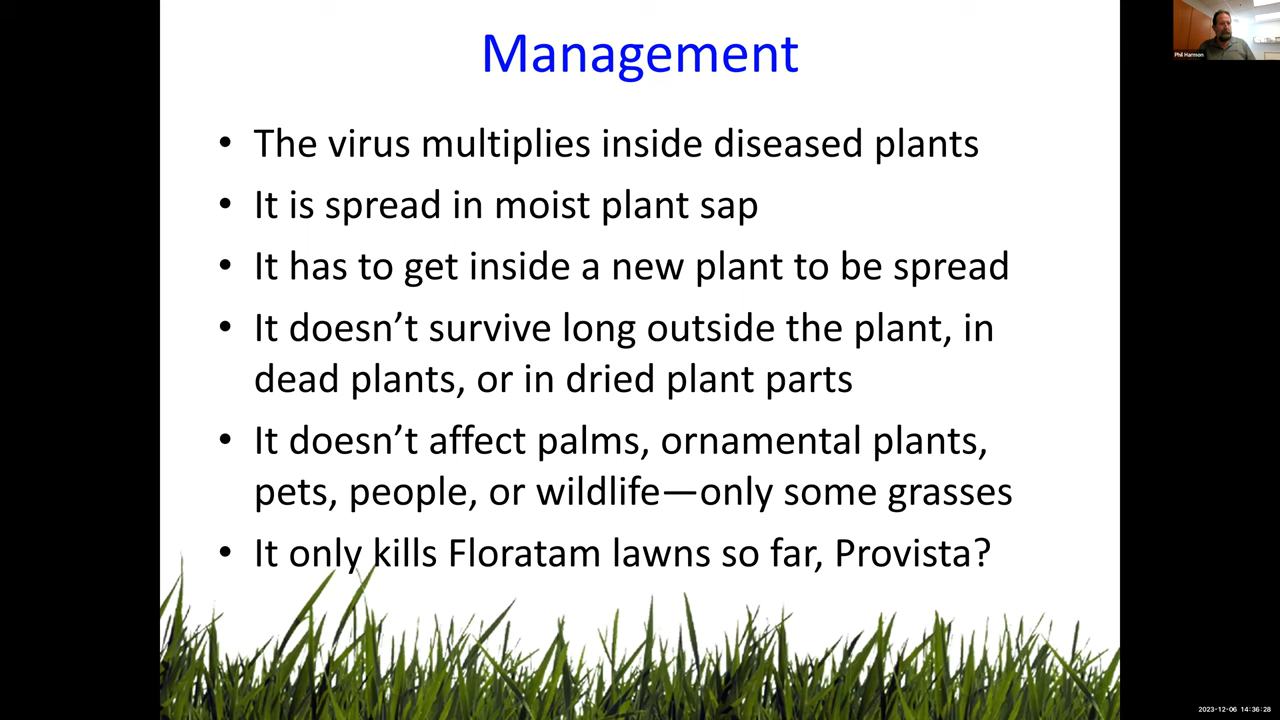 Management
• The virus multiplies inside diseased plants
• It is spread in moist plant sap
• It has to get inside a new plant to be spread
• It doesn’t survive long outside the plant, in
dead plants, or in dried plant parts
• It doesn’t affect palms, ornamental plants,
pets, people, or wildlife—only some grasses
• It only kills Floratam lawns so far, Provista?
Phil Harmon
2023-12-06 14:36:28